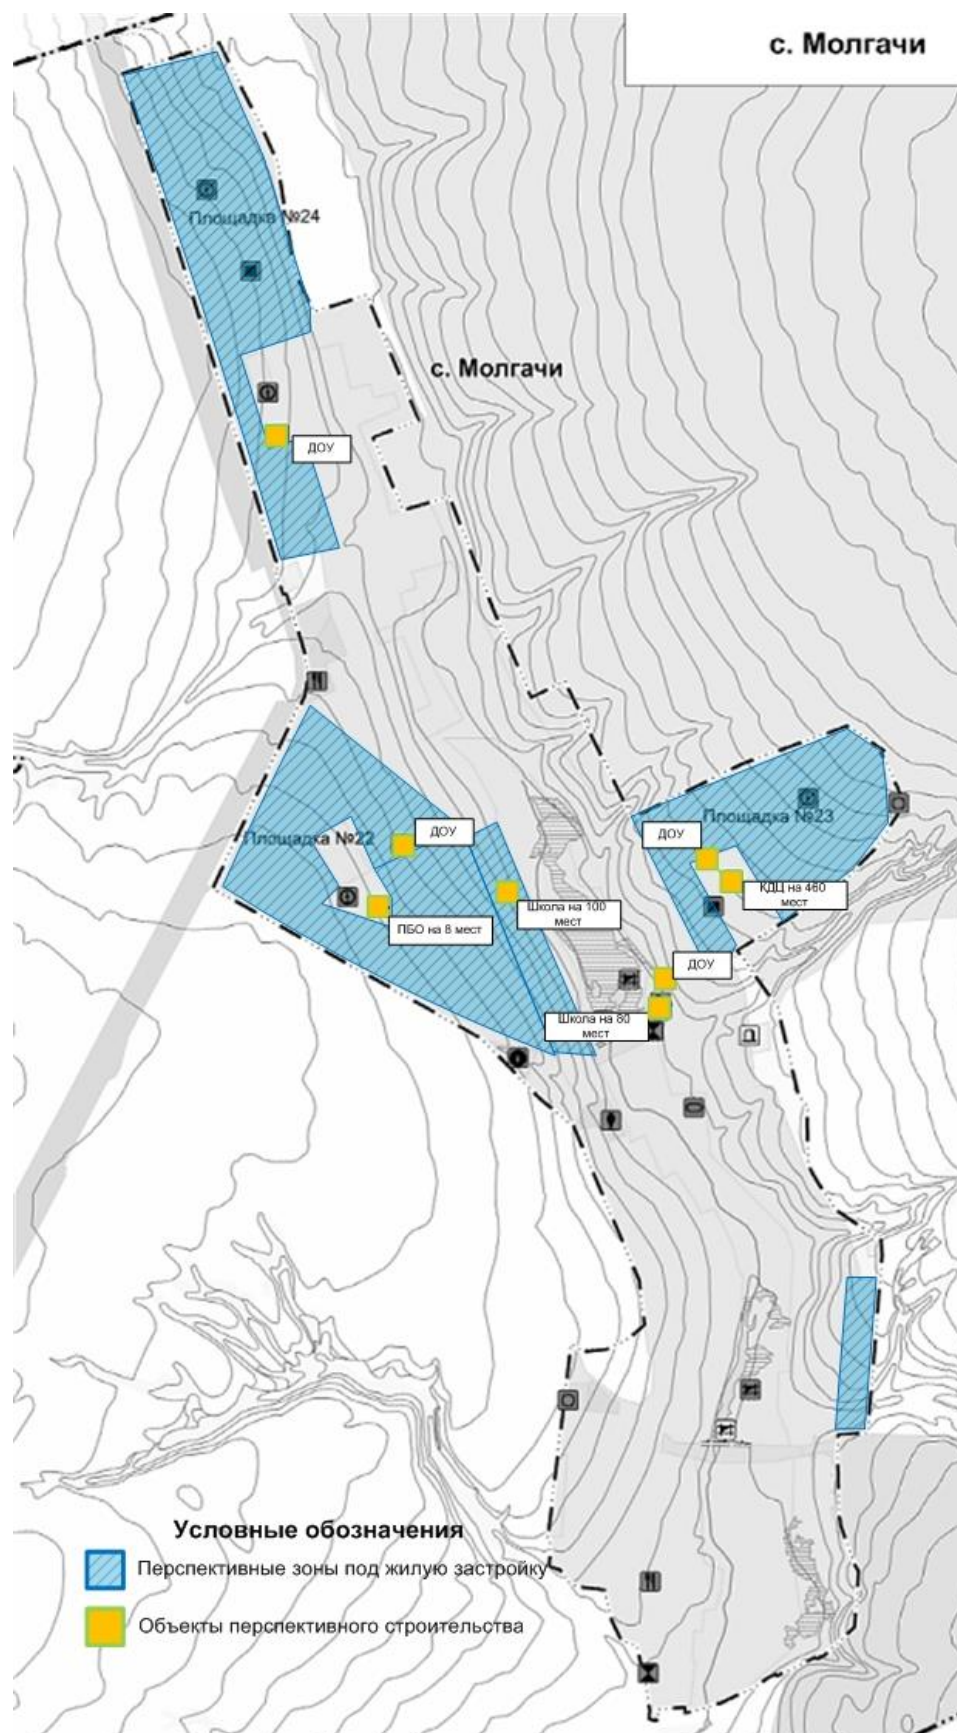 с. Молгачи
Площадка №24
с. Молгачи
ДОУ
Площадка №22
ДОУ
ПБО на 8 мест
Школа на 100
мест
Площадка №23
ДОУ
КДЦ на 460
мест
ДОУ
Школа на 80
мест
Условные обозначения
Перспективные зоны под жилую застройку
Объекты перспективного строительства